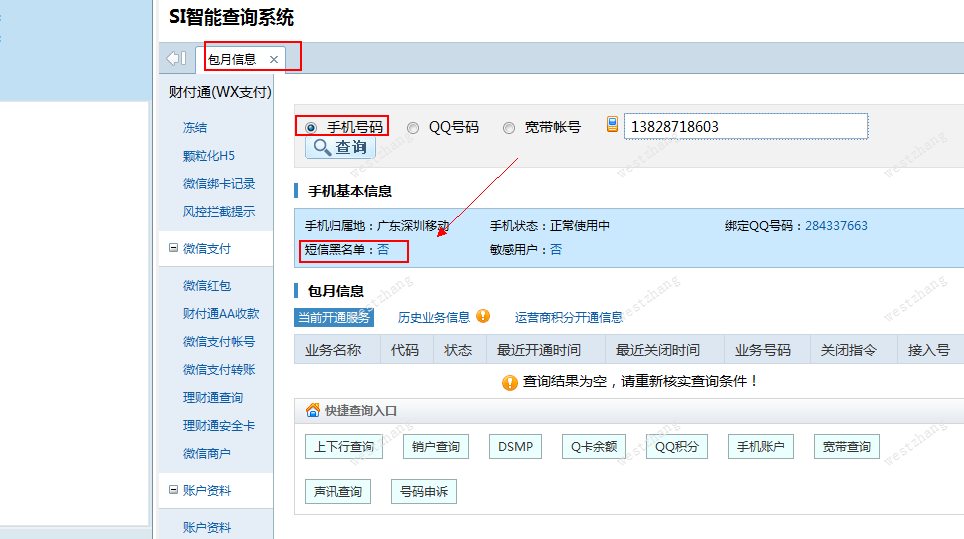 SI智能查询系统
包月信息 ×
财付通(WX支付)
冻结
颗粒化H5
微信绑卡记录
风控拦截提示
微信支付
微信红包
财付通AA收款
微信支付帐号
微信支付转账
理财通查询
理财通安全卡
微信商户
账户资料
账户资料
手机号码 QQ号码 宽带帐号 13828718603
查询
手机基本信息
手机归属地：广东深圳移动 手机状态：正常使用中 绑定QQ号码：284337663
短信黑名单：否 敏感用户：否
包月信息
当前开通服务 历史业务信息 运营商积分开通信息
业务名称 代码 状态 最近开通时间 最近关闭时间 业务号码 关闭指令 接入号
查询结果为空，请重新核实查询条件！
快捷查询入口
上下行查询 销户查询 DSMP Q卡余额 QQ积分 手机账户 宽带查询
声讯查询 号码申诉
westzhang
westzhang
westzhang
westzhang
westzhang
westzhang
westzhang
westzhang
westzhang